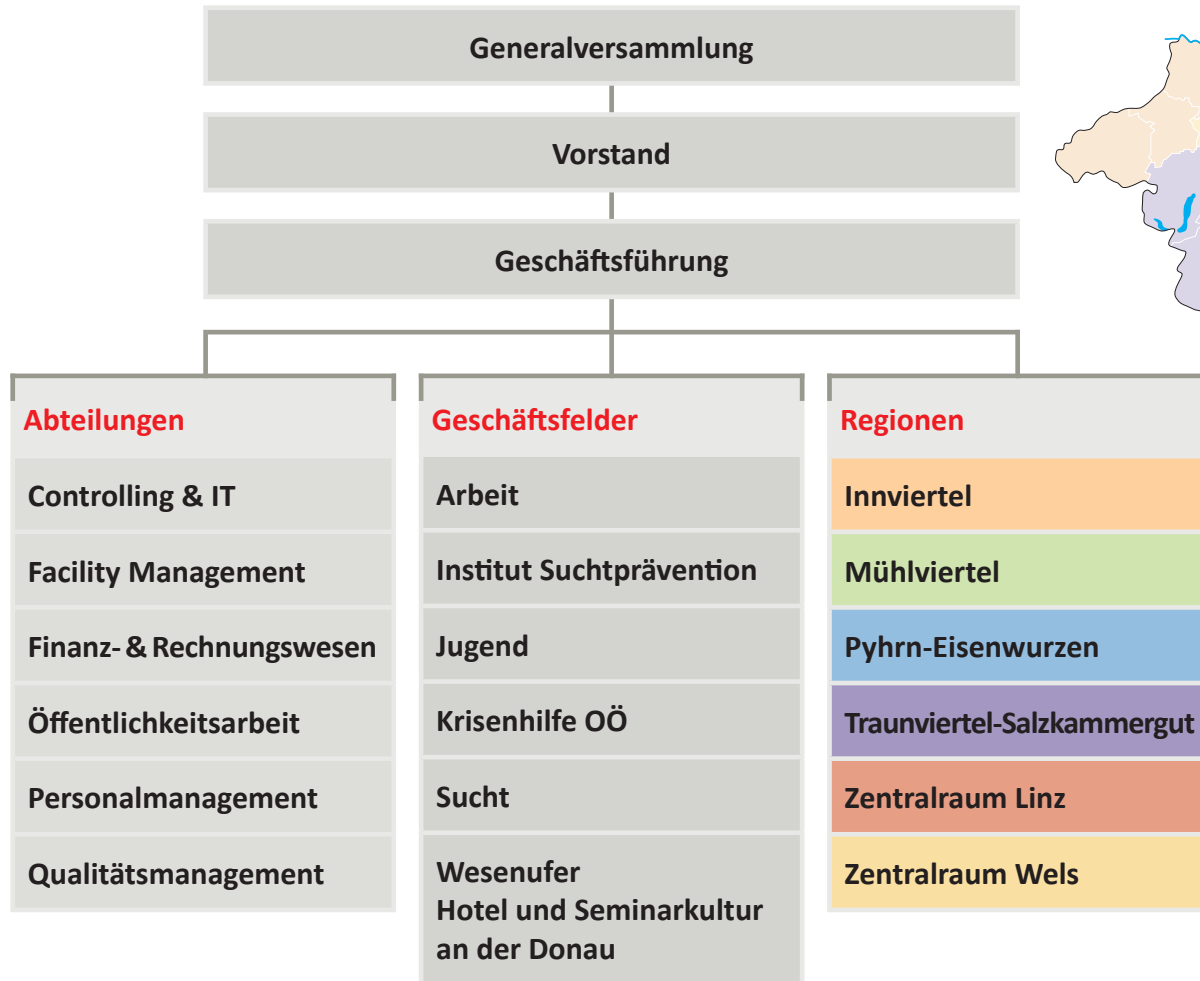 Generalversammlung
Vorstand
Geschäftsführung
Abteilungen
Controlling & IT
Facility Management
Finanz- & Rechnungswesen
Öffentlichkeitsarbeit
Personalmanagement
Qualitätsmanagement
Geschäftsfelder
Arbeit
Institut Suchtprävention
Jugend
Krisenhilfe OÖ
Sucht
Wesenufer
Hotel und Seminarkultur
an der Donau
Regionen
Innviertel
Mühlviertel
Pyhrn-Eisenwurzen
Traunviertel-Salzkammergut
Zentralraum Linz
Zentralraum Wels